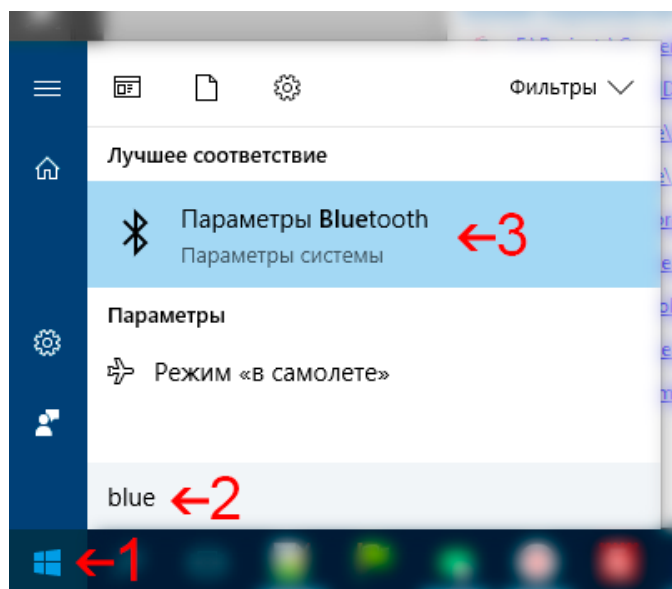 Фильтры
Лучшее соответствие
Параметры Bluetooth
←3
Параметры системы
Параметры
Режим «в самолете»
blue ←2
←1